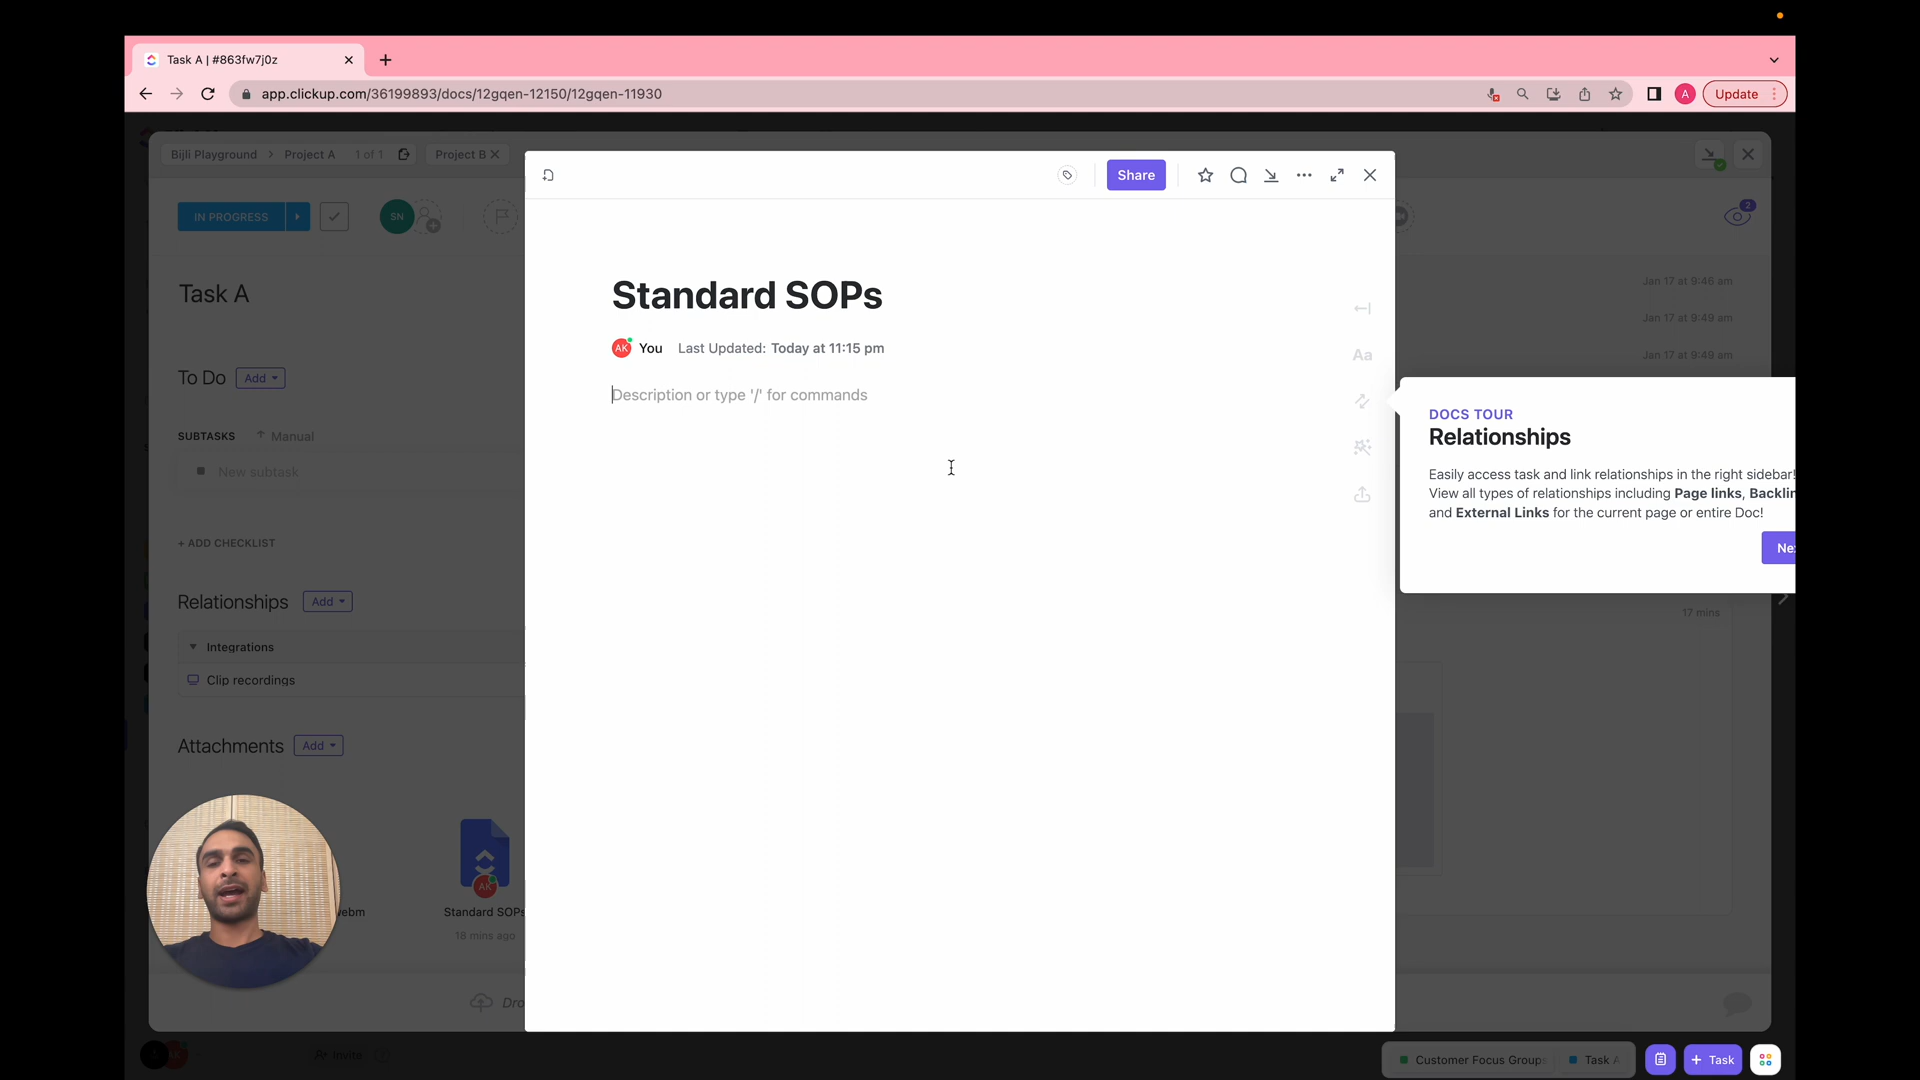 Task A | #863fw7j0z
app.clickup.com/36199893/docs/12gqen-12150/12gqen-11930
A
Update
Bijli Playground > Project A 1 of 1
Project B
Share
IN PROGRESS
SN
2
Task A
Standard SOPs
Jan 17 at 9:46 am
Jan 17 at 9:49 am
Jan 17 at 9:49 am
AK You Last Updated: Today at 11:15 pm
Aa
To Do Add
Description or type '/' for commands
SUBTASKS Manual
New subtask
DOCS TOUR
Relationships
Easily access task and link relationships in the right sidebar!
View all types of relationships including Page links, Backlin
and External Links for the current page or entire Doc!
Ne
+ ADD CHECKLIST
Relationships Add
17 mins
Integrations
Clip recordings
Attachments Add
AK
webm
Standard SOPs
18 mins ago
Dro
Invite
Customer Focus Group
Task A
+ Task